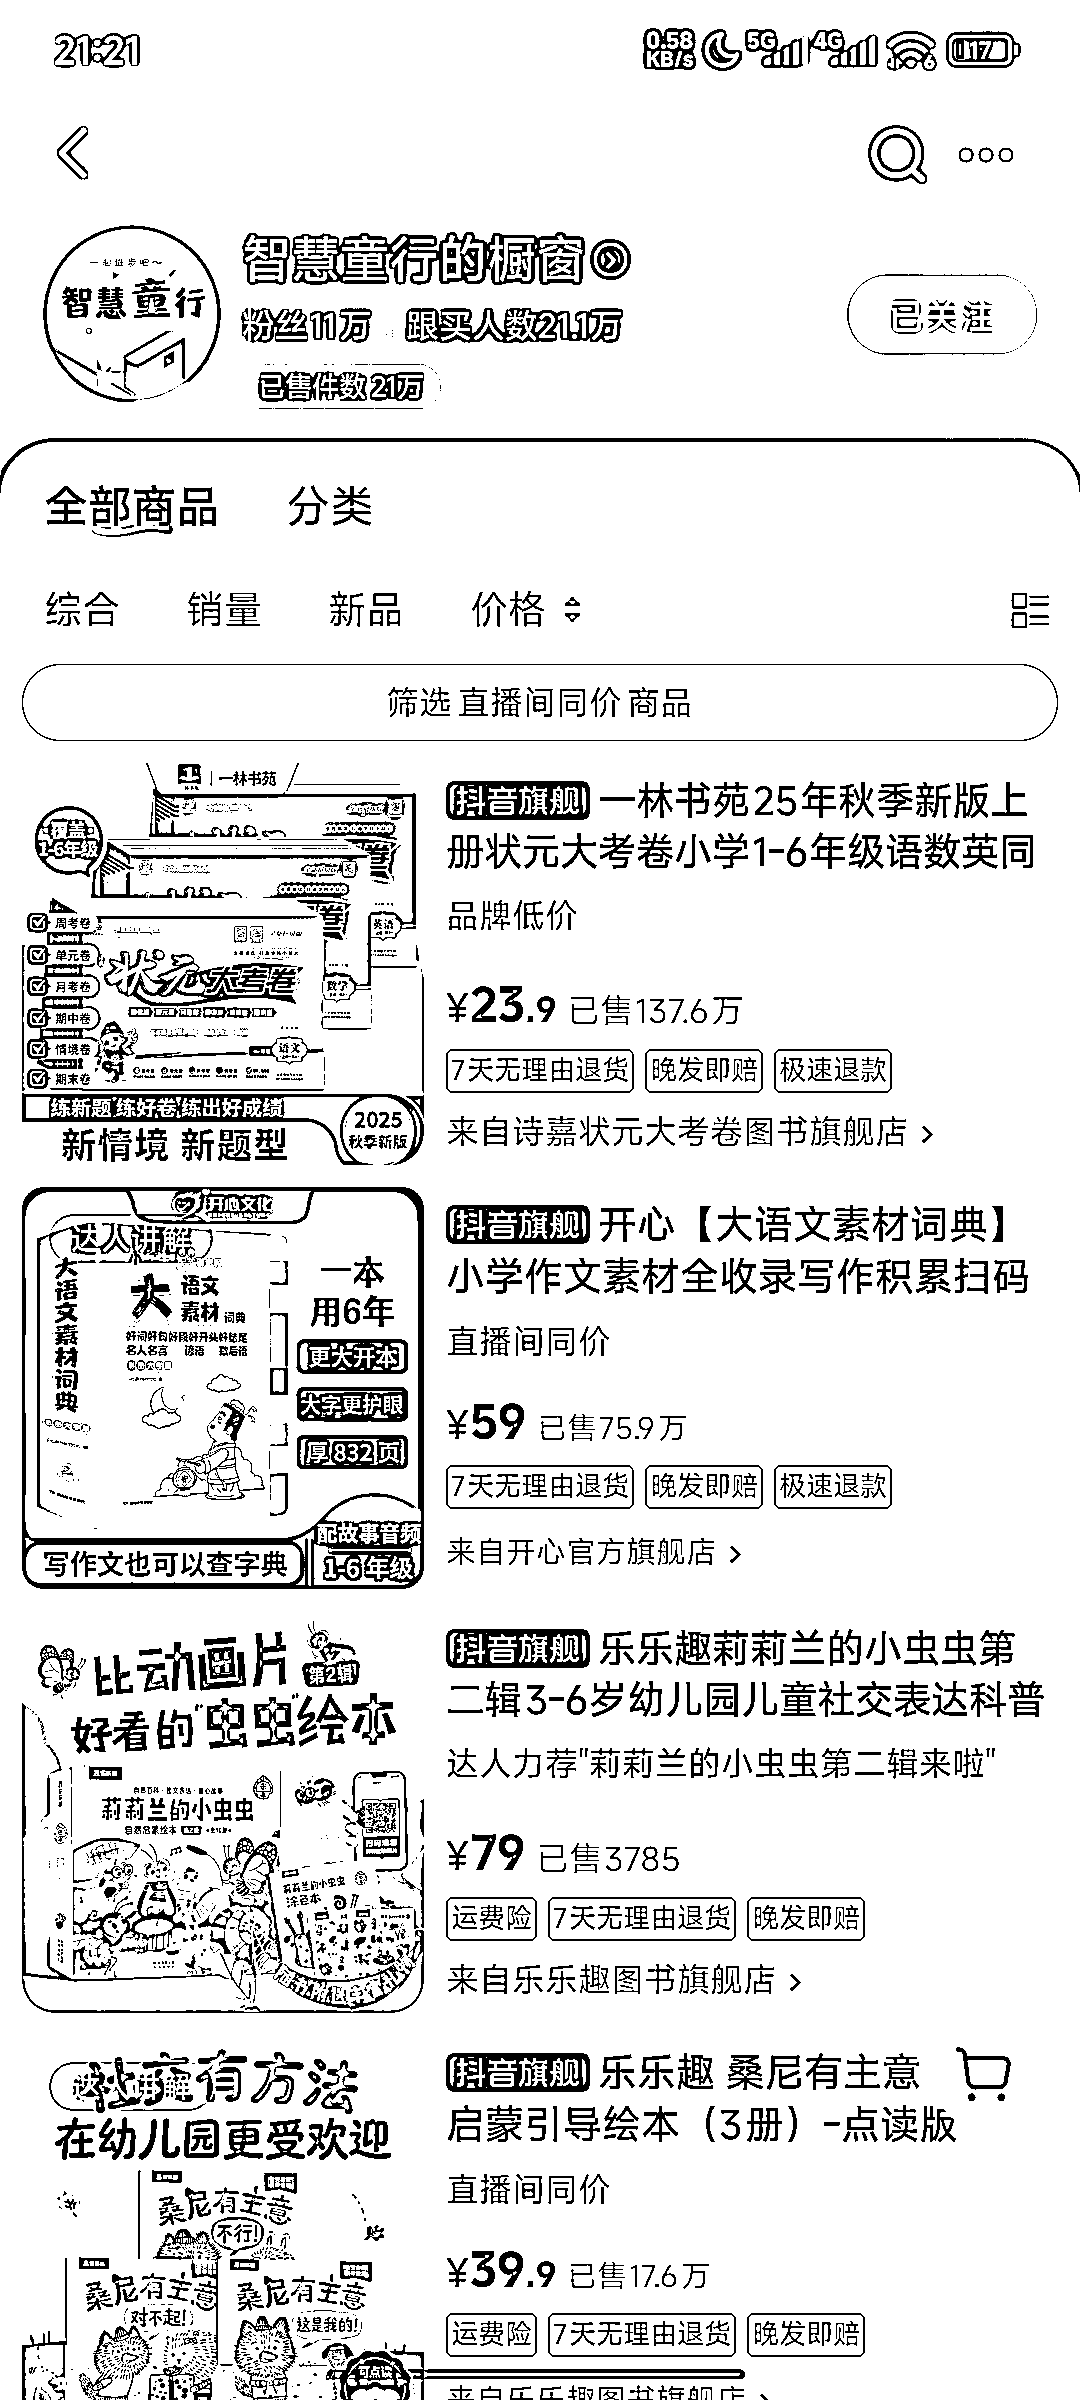 21:21
0.58 KB/s 5G 4G 17
一起进步吧～
智慧童行
智慧童行的橱窗
粉丝11万 跟买人数21.1万
已售件数 21万
已关注
全部商品 分类
综合 销量 新品 价格
筛选 直播间同价 商品
一林书苑
覆盖
1-6年级
周考卷
单元卷
月考卷
期中卷
情境卷
期末卷
状元大考卷
英语
数学
语文
练新题 练好卷 练出好成绩
新情境 新题型
2025
秋季新版
抖音旗舰 一林书苑25年秋季新版上
册状元大考卷小学1-6年级语数英同
品牌低价
¥23.9 已售137.6万
7天无理由退货 晚发即赔 极速退款
来自诗嘉状元大考卷图书旗舰店 >
开心文化
达人讲解
大语文素材词典
大 语文
素材 词典
好词好句好段好开头好结尾
名人名言 谚语 歇后语
一本
用6年
更大开本
大字更护眼
厚832页
配故事音频
1-6年级
写作文也可以查字典
抖音旗舰 开心【大语文素材词典】
小学作文素材全收录写作积累扫码
直播间同价
¥59 已售75.9万
7天无理由退货 晚发即赔 极速退款
来自开心官方旗舰店 >
比动画片 第2辑
好看的"虫虫"绘本
莉莉兰的小虫虫
莉莉兰的小虫虫
涂色本
抖音旗舰 乐乐趣莉莉兰的小虫虫第
二辑3-6岁幼儿园儿童社交表达科普
达人力荐"莉莉兰的小虫虫第二辑来啦"
¥79 已售3785
运费险 7天无理由退货 晚发即赔
来自乐乐趣图书旗舰店 >
达人讲解
社交有方法
在幼儿园更受欢迎
桑尼有主意
不行!
桑尼有主意
对不起!
桑尼有主意
这是我的!
可点读
抖音旗舰 乐乐趣 桑尼有主意
启蒙引导绘本（3册）-点读版
直播间同价
¥39.9 已售17.6万
运费险 7天无理由退货 晚发即赔
来自乐乐趣图书旗舰店 >